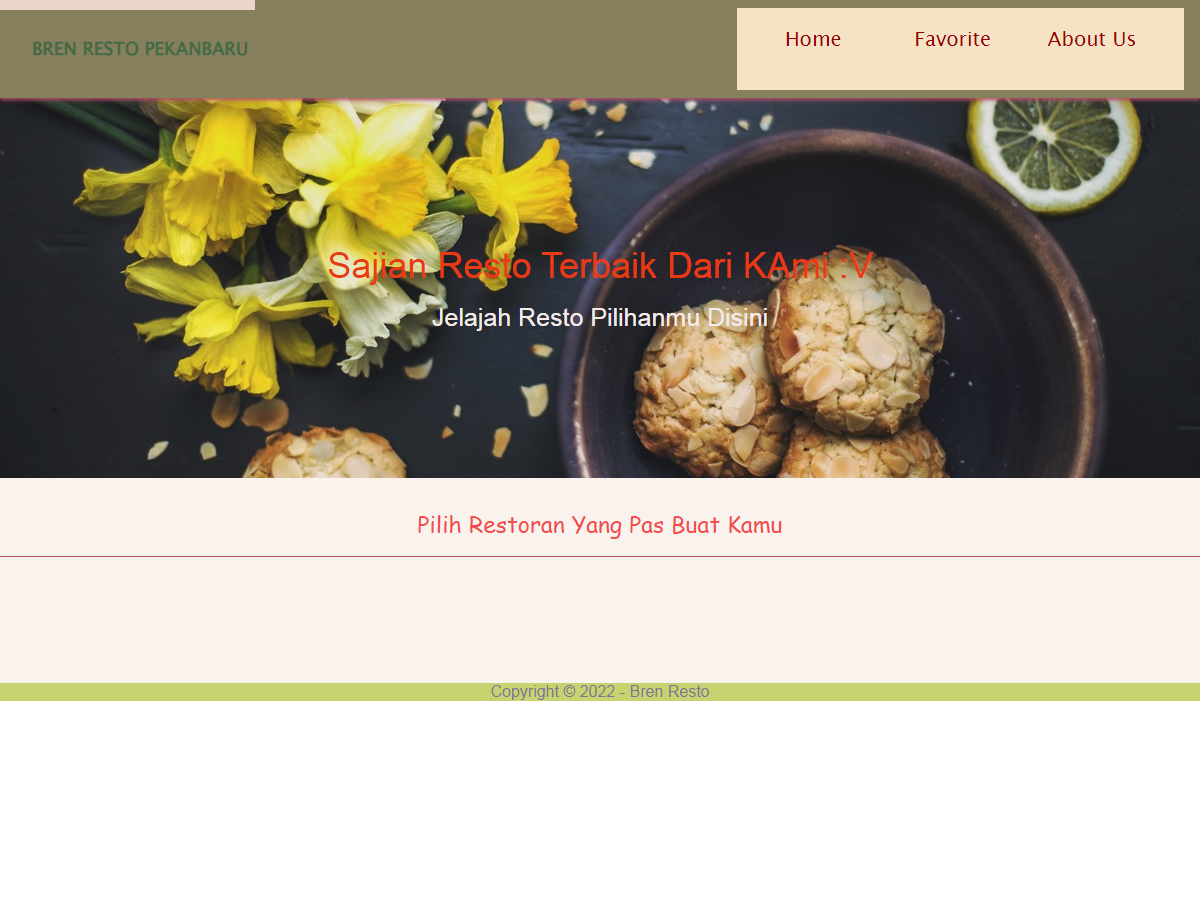 BREN RESTO PEKANBARU
Home
Favorite
About Us
Sajian Resto Terbaik Dari KAmi :V
Jelajah Resto Pilihanmu Disini
Pilih Restoran Yang Pas Buat Kamu
Copyright © 2022 - Bren Resto